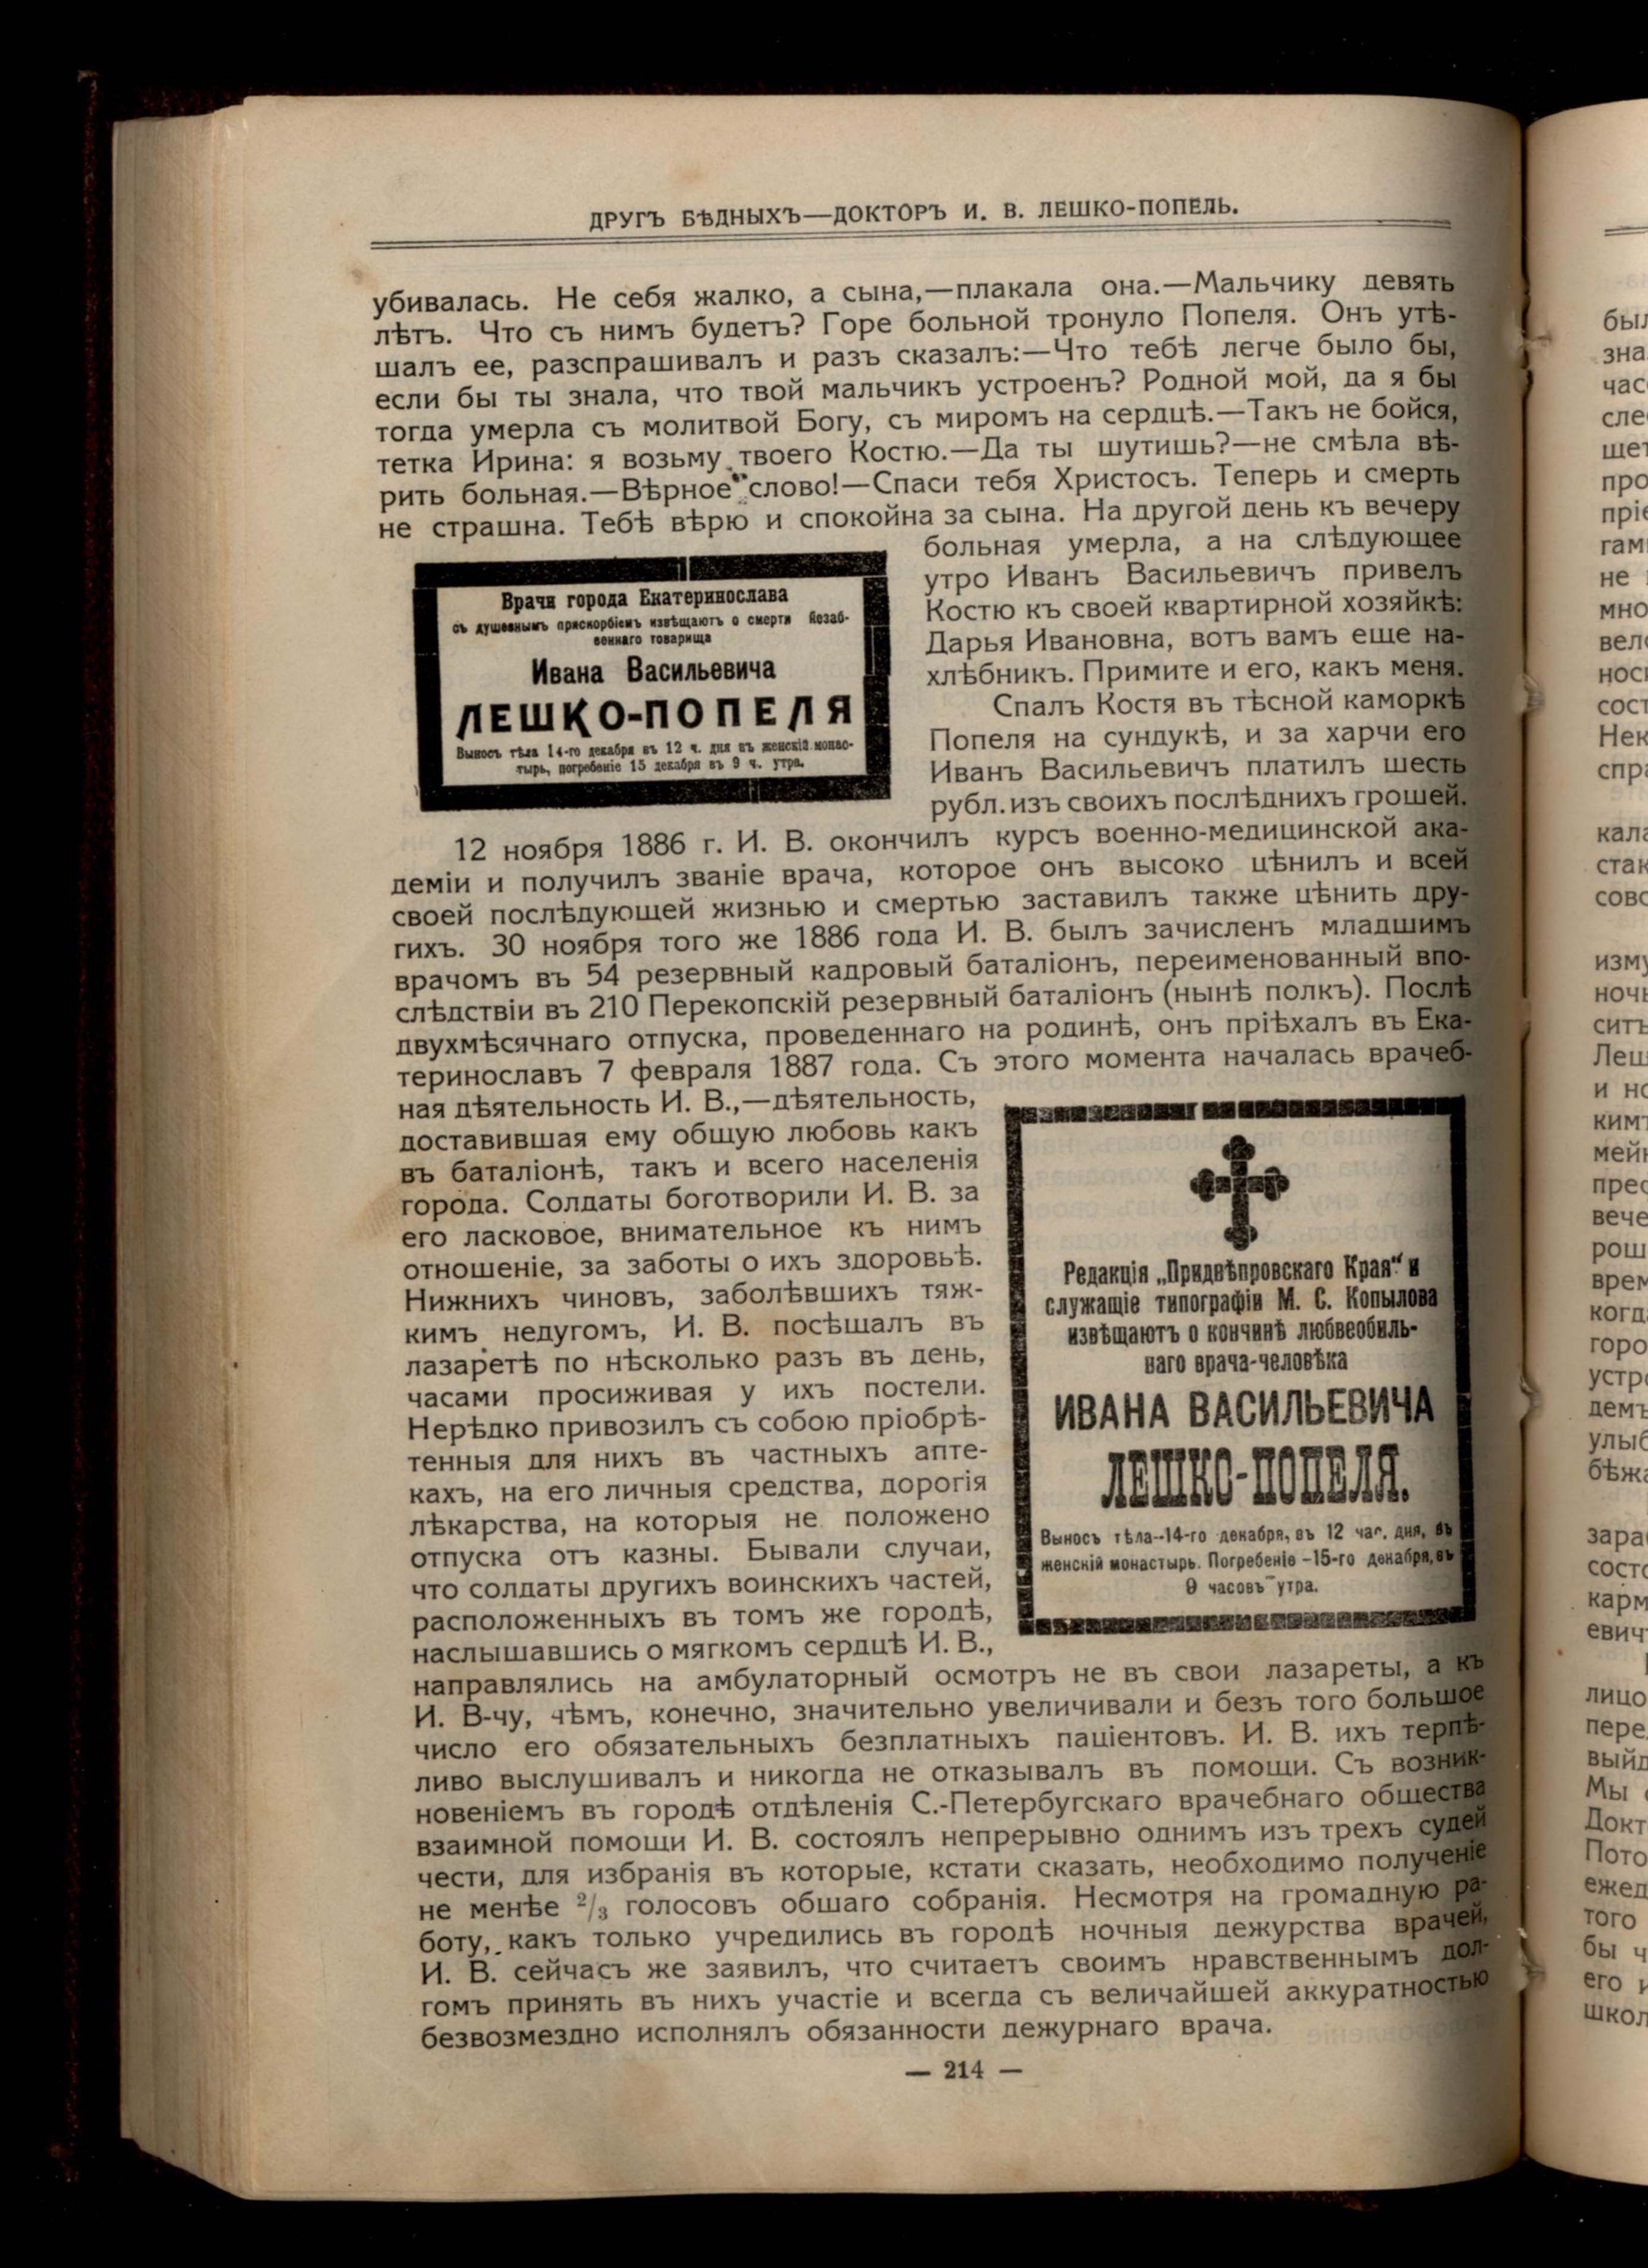 ДРУГЪ БѢДНЫХЪ—ДОКТОРЪ И. В. ЛЕШКО-ПОПЕЛЬ.
убивалась. Не себя жалко, а сына,—плакала она.—Мальчику девять
лѣтъ. Что съ нимъ будетъ? Горе больной тронуло Попеля. Онъ утѣ-
шалъ ее, разспрашивалъ и разъ сказалъ:—Что тебѣ легче было бы,
если бы ты знала, что твой мальчикъ устроенъ? Родной мой, да я бы
тогда умерла съ молитвой Богу, съ миромъ на сердцѣ.—Такъ не бойся,
тетка Ирина: я возьму твоего Костю.—Да ты шутишь?—не смѣла вѣ-
рить больная.—Вѣрное слово!—Спаси тебя Христосъ. Теперь и смерть
не страшна. Тебѣ вѣрю и спокойна за сына. На другой день къ вечеру
больная умерла, а на слѣдующее
утро Иванъ Васильевичъ привелъ
Костю къ своей квартирной хозяйкѣ:
Дарья Ивановна, вотъ вамъ еще на-
хлѣбникъ. Примите и его, какъ меня.
Спалъ Костя въ тѣсной каморкѣ
Попеля на сундукѣ, и за харчи его
Иванъ Васильевичъ платилъ шесть
рубл. изъ своихъ послѣднихъ грошей.
Врачи города Екатеринослава
съ душевнымъ прискорбіемъ извѣщаютъ о смерти незаб-
веннаго товарища
Ивана Васильевича
ЛЕШКО-ПОПЕЛЯ
Выносъ тѣла 14-го декабря въ 12 ч. дня въ женскій монас-
тырь, погребеніе 15 декабря въ 9 ч. утра.
12 ноября 1886 г. И. В. окончилъ курсъ военно-медицинской ака-
деміи и получилъ званіе врача, которое онъ высоко цѣнилъ и всей
своей послѣдующей жизнью и смертью заставилъ также цѣнить дру-
гихъ. 30 ноября того же 1886 года И. В. былъ зачисленъ младшимъ
врачомъ въ 54 резервный кадровый баталіонъ, переименованный впо-
слѣдствіи въ 210 Перекопскій резервный баталіонъ (нынѣ полкъ). Послѣ
двухмѣсячнаго отпуска, проведеннаго на родинѣ, онъ пріѣхалъ въ Ека-
теринославъ 7 февраля 1887 года. Съ этого момента началась врачеб-
ная дѣятельность И. В.,—дѣятельность,
доставившая ему общую любовь какъ
въ баталіонѣ, такъ и всего населенія
города. Солдаты боготворили И. В. за
его ласковое, внимательное къ нимъ
отношеніе, за заботы о ихъ здоровьѣ.
Нижнихъ чиновъ, заболѣвшихъ тяж-
кимъ недугомъ, И. В. посѣщалъ въ
лазаретѣ по нѣсколько разъ въ день,
часами просиживая у ихъ постели.
Нерѣдко привозилъ съ собою пріобрѣ-
тенныя для нихъ въ частныхъ апте-
кахъ, на его личныя средства, дорогія
лѣкарства, на которыя не положено
отпуска отъ казны. Бывали случаи,
что солдаты другихъ воинскихъ частей,
расположенныхъ въ томъ же городѣ,
наслышавшись о мягкомъ сердцѣ И. В.,
Редакція „Придвѣпровскаго Края“ и
служащіе типографіи М. С. Копылова
извѣщаютъ о кончинѣ любвеобиль-
наго врача-человѣка
ИВАНА ВАСИЛЬЕВИЧА
ЛЕШКО-ПОПЕЛЯ.
Выносъ тѣла--14-го декабря, въ 12 час. дня, въ
женскій монастырь. Погребеніе -15-го декабря, въ
9 часовъ утра.
направлялись на амбулаторный осмотръ не въ свои лазареты, а къ
И. В-чу, чѣмъ, конечно, значительно увеличивали и безъ того большое
число его обязательныхъ безплатныхъ паціентовъ. И. В. ихъ терпѣ-
ливо выслушивалъ и никогда не отказывалъ въ помощи. Съ возник-
новеніемъ въ городѣ отдѣленія С.-Петербугскаго врачебнаго общества
взаимной помощи И. В. состоялъ непрерывно однимъ изъ трехъ судей
чести, для избранія въ которые, кстати сказать, необходимо полученіе
не менѣе 2/3 голосовъ общаго собранія. Несмотря на громадную ра-
боту, какъ только учредились въ городѣ ночныя дежурства врачей,
И. В. сейчасъ же заявилъ, что считаетъ своимъ нравственнымъ дол-
гомъ принять въ нихъ участіе и всегда съ величайшей аккуратностью
безвозмездно исполнялъ обязанности дежурнаго врача.
— 214 —